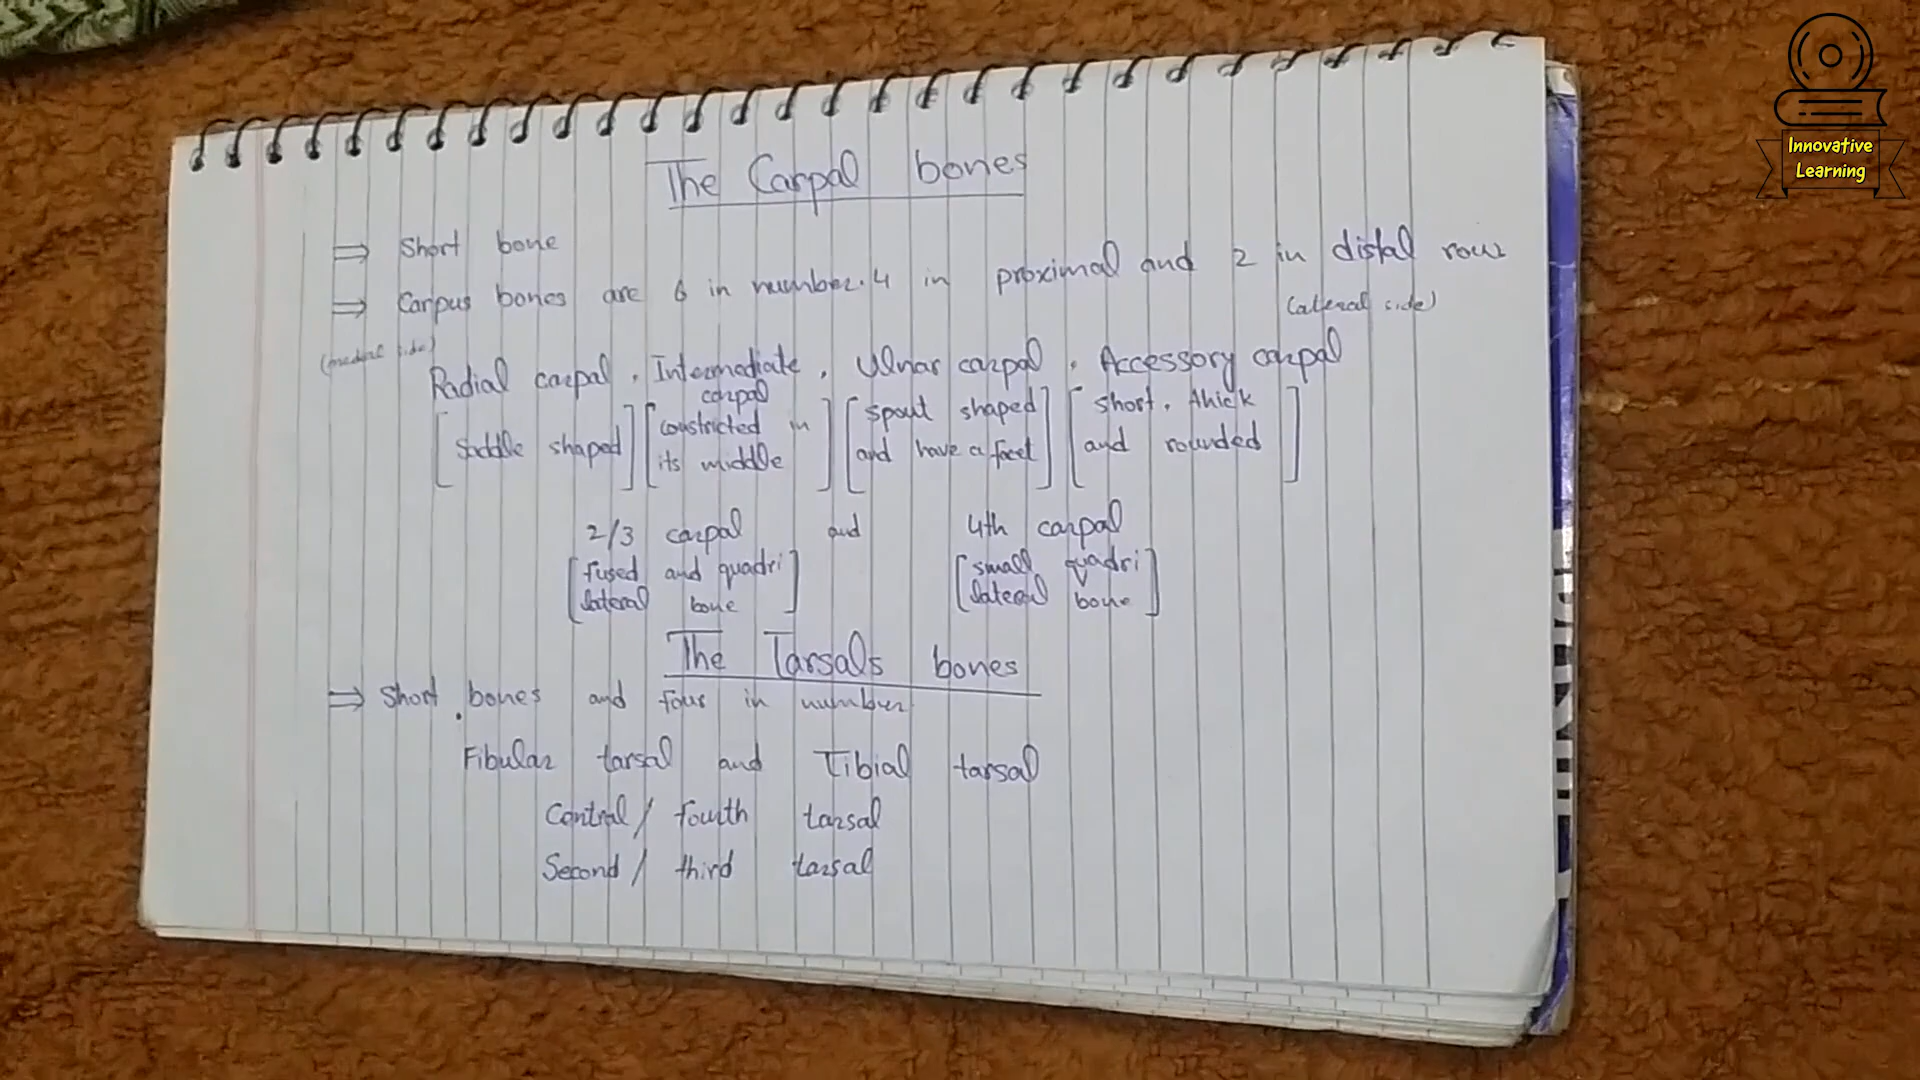 The Carpal bones
⇒ Short bone
⇒ Carpus bones are 6 in number. 4 in proximal and 2 in distal row
(medial side) (lateral side)
Radial carpal, Intermediate carpal, Ulnar carpal, Accessory carpal
[Saddle shaped] [constricted in its middle] [spout shaped and have a facet] [short, thick and rounded]
2/3 carpal and 4th carpal
[fused and quadri lateral bone] [small quadri lateral bone]
The Tarsals bones
⇒ Short bones and four in number
Fibular tarsal and Tibial tarsal
Central / fourth tarsal
Second / third tarsal
Innovative
Learning